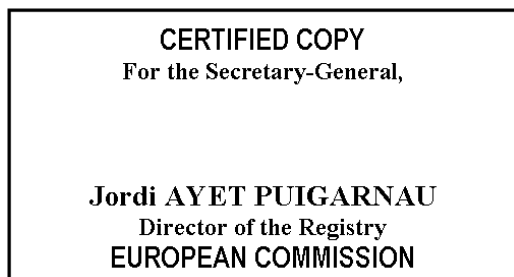 CERTIFIED COPY
For the Secretary-General,
Jordi AYET PUIGARNAU
Director of the Registry
EUROPEAN COMMISSION